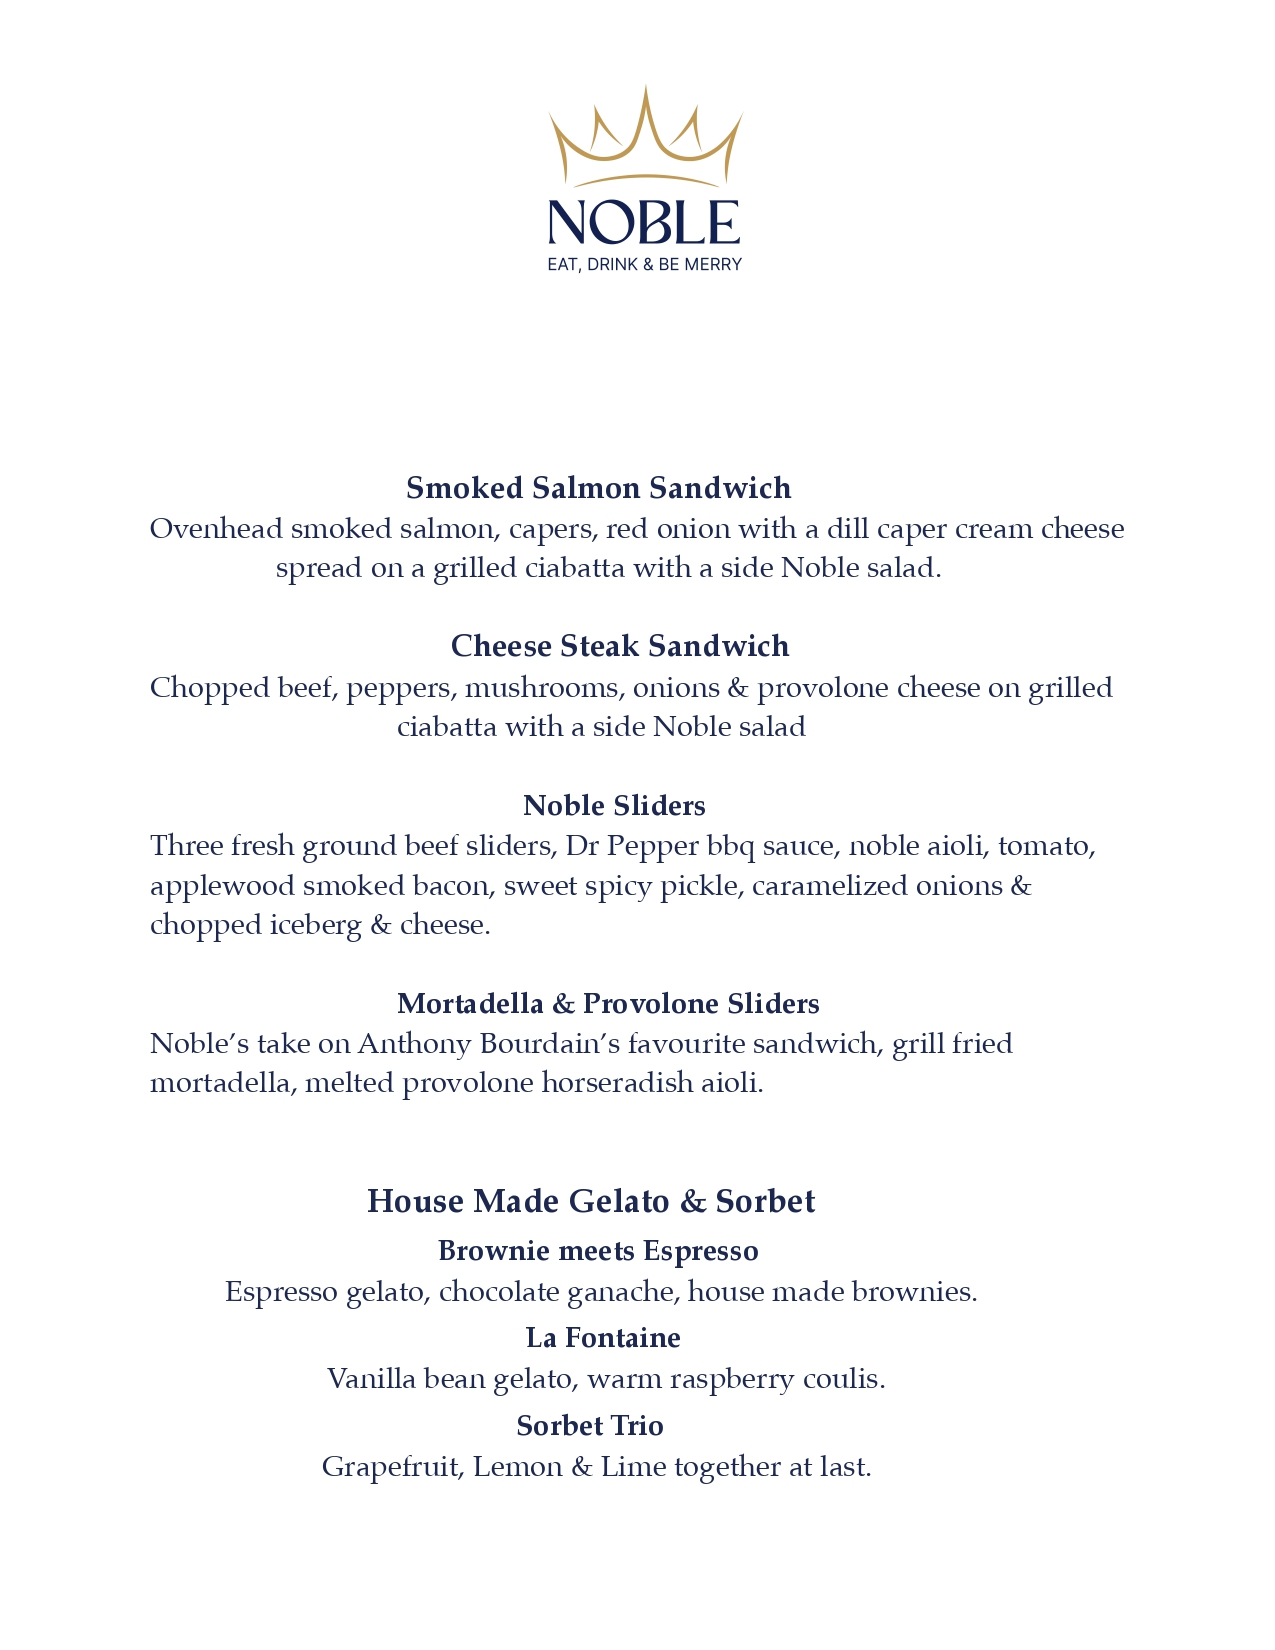 NOBLE
EAT, DRINK & BE MERRY
Smoked Salmon Sandwich
Ovenhead smoked salmon, capers, red onion with a dill caper cream cheese
spread on a grilled ciabatta with a side Noble salad.
Cheese Steak Sandwich
Chopped beef, peppers, mushrooms, onions & provolone cheese on grilled
ciabatta with a side Noble salad
Noble Sliders
Three fresh ground beef sliders, Dr Pepper bbq sauce, noble aioli, tomato,
applewood smoked bacon, sweet spicy pickle, caramelized onions &
chopped iceberg & cheese.
Mortadella & Provolone Sliders
Noble’s take on Anthony Bourdain’s favourite sandwich, grill fried
mortadella, melted provolone horseradish aioli.
House Made Gelato & Sorbet
Brownie meets Espresso
Espresso gelato, chocolate ganache, house made brownies.
La Fontaine
Vanilla bean gelato, warm raspberry coulis.
Sorbet Trio
Grapefruit, Lemon & Lime together at last.